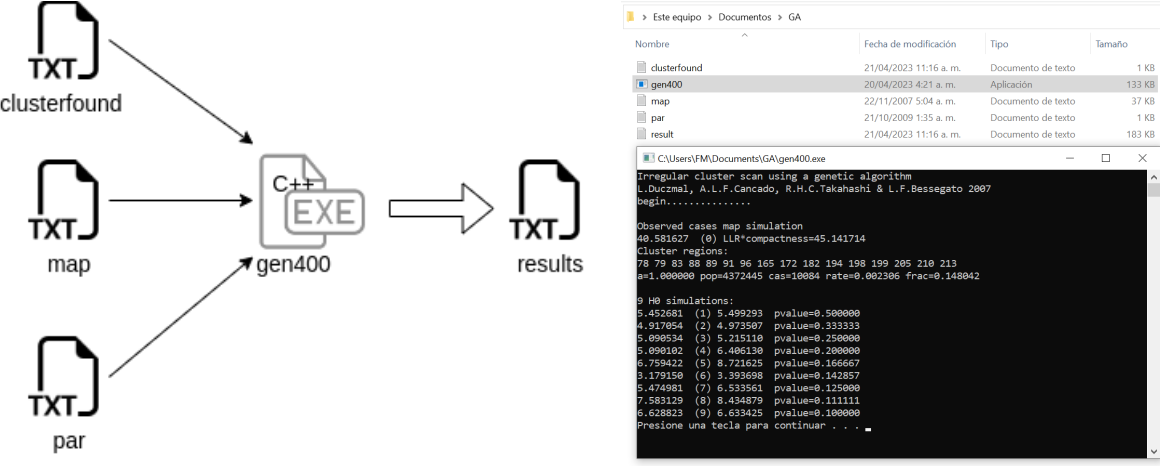 TXT
clusterfound
TXT
map
TXT
par
C++
EXE
gen400
TXT
results
Este equipo > Documentos > GA
Nombre Fecha de modificación Tipo Tamaño
clusterfound 21/04/2023 11:16 a. m. Documento de texto 1 KB
gen400 20/04/2023 4:21 a. m. Aplicación 133 KB
map 22/11/2007 5:04 a. m. Documento de texto 37 KB
par 21/10/2009 1:35 a. m. Documento de texto 1 KB
result 21/04/2023 11:16 a. m. Documento de texto 183 KB
C:\Users\FM\Documents\GA\gen400.exe
Irregular cluster scan using a genetic algorithm
L.Duczmal, A.L.F.Cancado, R.H.C.Takahashi & L.F.Bessegato 2007
begin...............
Observed cases map simulation
40.581627 (0) LLR*compactness=45.141714
Cluster regions:
78 79 83 88 89 91 96 165 172 182 194 198 199 205 210 213
a=1.000000 pop=4372445 cas=10084 rate=0.002306 frac=0.148042
9 H0 simulations:
5.452681 (1) 5.499293 pvalue=0.500000
4.917054 (2) 4.973507 pvalue=0.333333
5.090534 (3) 5.215110 pvalue=0.250000
5.090102 (4) 6.406130 pvalue=0.200000
6.759422 (5) 8.721625 pvalue=0.166667
3.179150 (6) 3.393698 pvalue=0.142857
5.474981 (7) 6.533561 pvalue=0.125000
7.583129 (8) 8.434879 pvalue=0.111111
6.628823 (9) 6.633425 pvalue=0.100000
Presione una tecla para continuar . . .